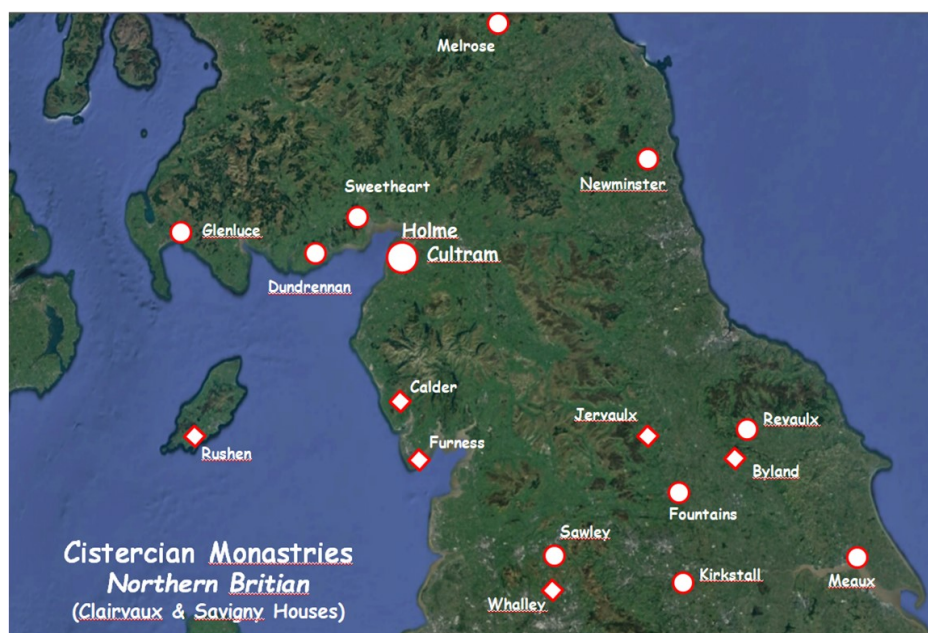 Melrose
Newminster
Sweetheart
Glenluce
Holme
Cultram
Dundrennan
Calder
Jervaulx
Revaulx
Rushen
Furness
Byland
Fountains
Sawley
Cistercian Monastries
Northern Britian
(Clairvaux & Savigny Houses)
Kirkstall
Meaux
Whalley